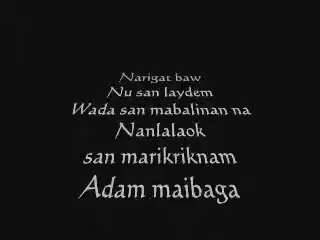 Narigat baw
Nu san laydem
Wada san mabalinan na
Nanlalaok
san marikriknam
Adam maibaga